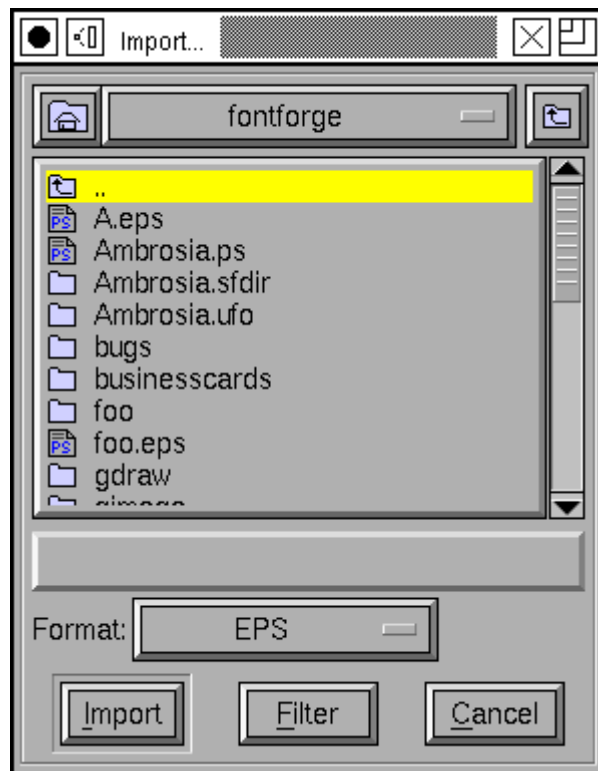 Import...
fontforge
..
A.eps
Ambrosia.ps
Ambrosia.sfdir
Ambrosia.ufo
bugs
businesscards
foo
foo.eps
gdraw
Format: EPS
Import Filter Cancel